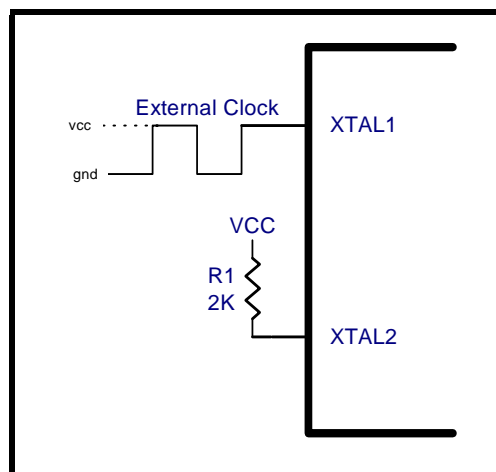 External Clock
vcc
XTAL1
gnd
VCC
R1
2K
XTAL2